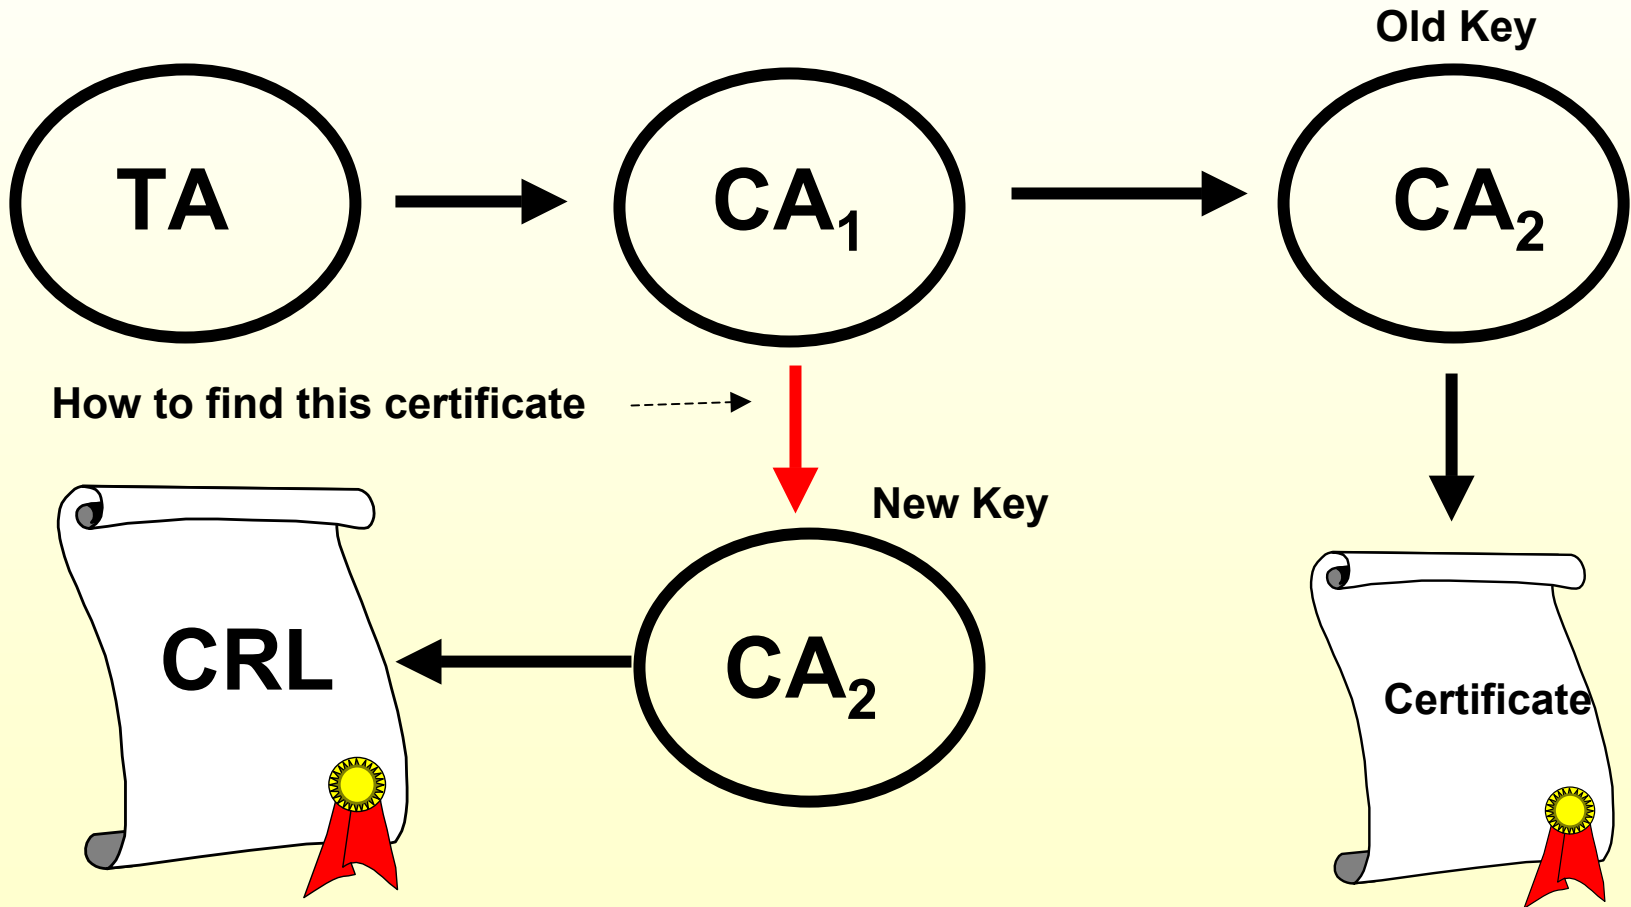 Old Key
TA
CA₁
CA₂
How to find this certificate
New Key
CRL
CA₂
Certificate